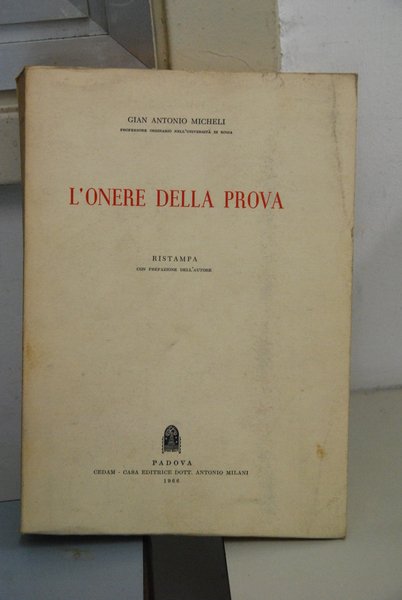 GIAN ANTONIO MICHELI
PROFESSORE ORDINARIO NELL'UNIVERSITÀ DI ROMA
L'ONERE DELLA PROVA
RISTAMPA
CON PREFAZIONE DELL'AUTORE
PADOVA
CEDAM - CASA EDITRICE DOTT. ANTONIO MILANI
1966